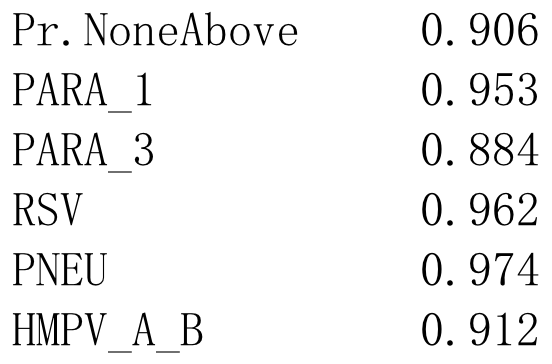 Pr.NoneAbove 0.906
PARA_1 0.953
PARA_3 0.884
RSV 0.962
PNEU 0.974
HMPV_A_B 0.912